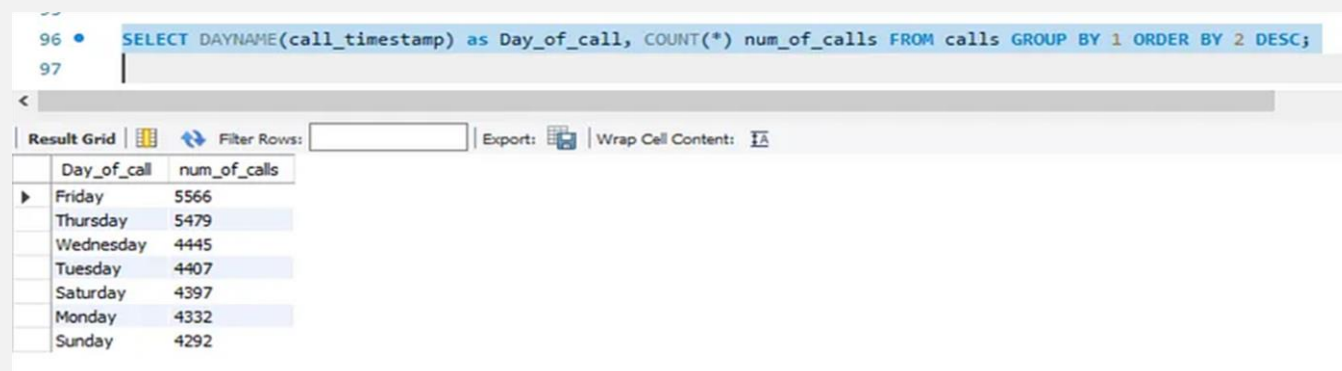 96 SELECT DAYNAME(call_timestamp) as Day_of_call, COUNT(*) num_of_calls FROM calls GROUP BY 1 ORDER BY 2 DESC;
97
Result Grid Filter Rows: Export: Wrap Cell Content: IA
Day_of_call num_of_calls
Friday 5566
Thursday 5479
Wednesday 4445
Tuesday 4407
Saturday 4397
Monday 4332
Sunday 4292